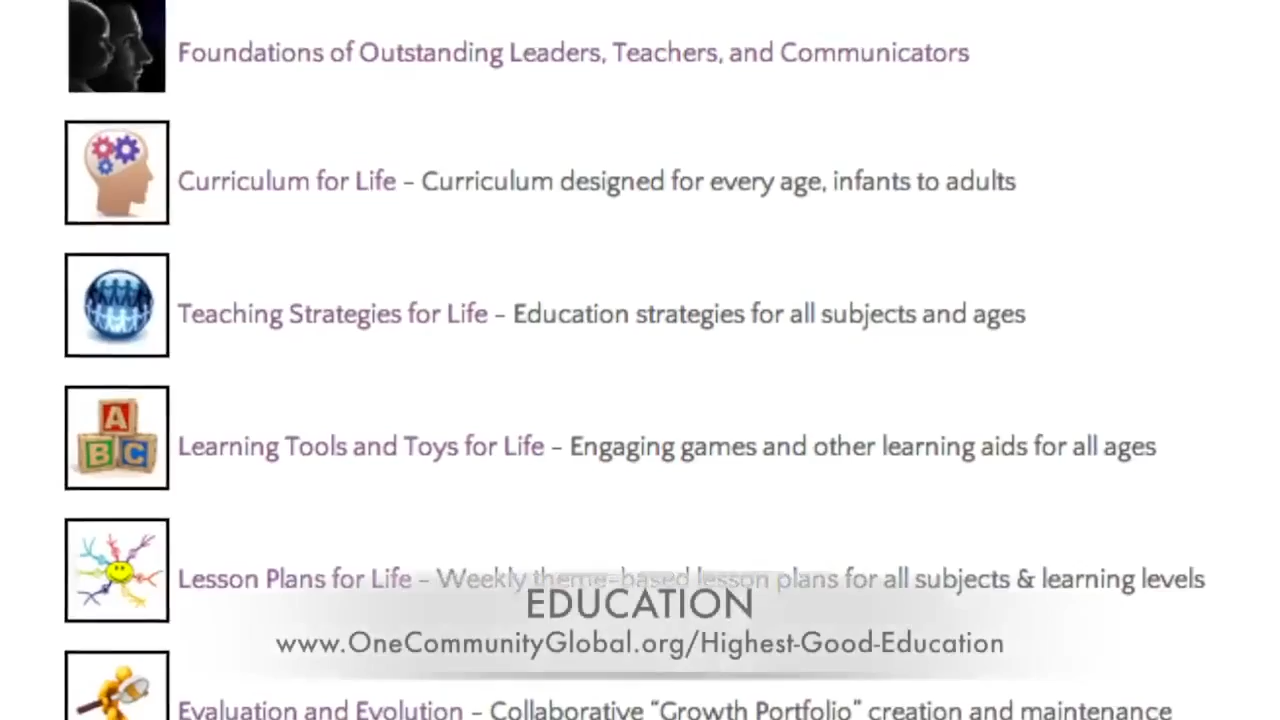 Foundations of Outstanding Leaders, Teachers, and Communicators
Curriculum for Life – Curriculum designed for every age, infants to adults
Teaching Strategies for Life – Education strategies for all subjects and ages
A
B C
Learning Tools and Toys for Life – Engaging games and other learning aids for all ages
Lesson Plans for Life – Weekly theme-based lesson plans for all subjects & learning levels
EDUCATION
www.OneCommunityGlobal.org/Highest-Good-Education
Evaluation and Evolution – Collaborative “Growth Portfolio” creation and maintenance